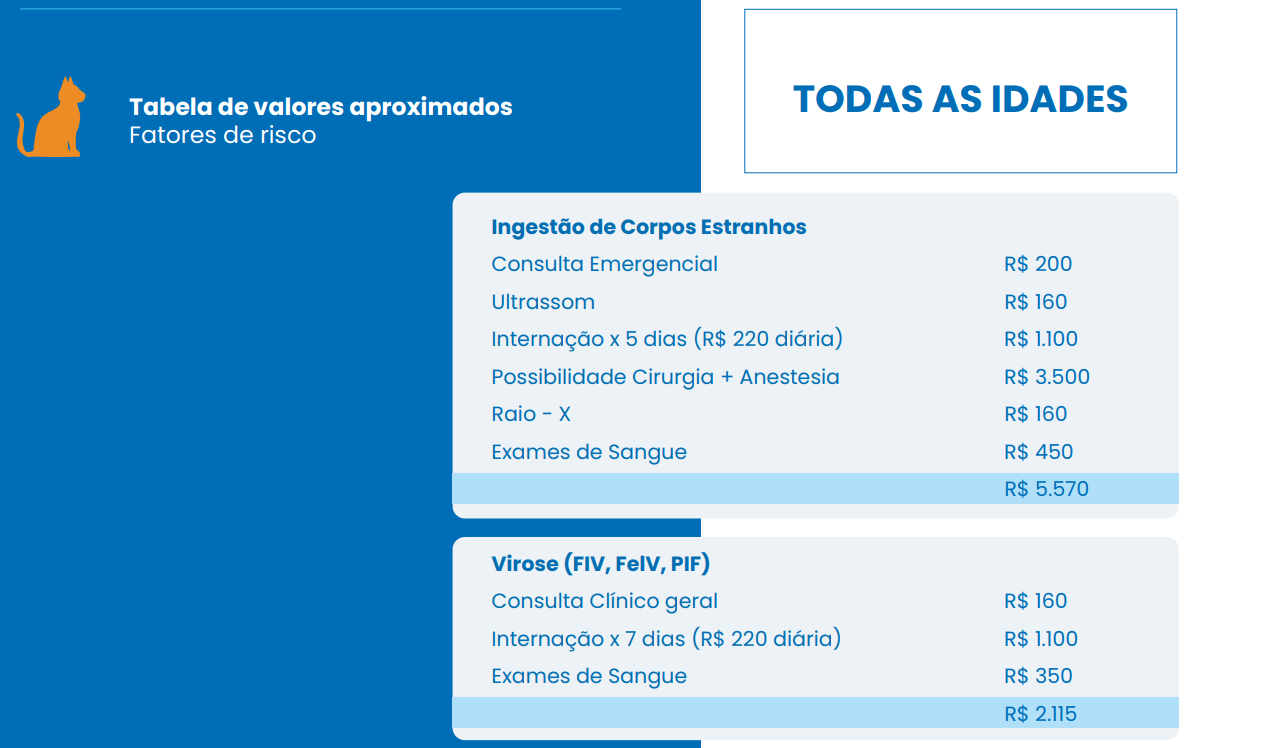 Tabela de valores aproximados
Fatores de risco
TODAS AS IDADES
Ingestão de Corpos Estranhos
Consulta Emergencial R$ 200
Ultrassom R$ 160
Internação x 5 dias (R$ 220 diária) R$ 1.100
Possibilidade Cirurgia + Anestesia R$ 3.500
Raio - X R$ 160
Exames de Sangue R$ 450
R$ 5.570
Virose (FIV, FelV, PIF)
Consulta Clínico geral R$ 160
Internação x 7 dias (R$ 220 diária) R$ 1.100
Exames de Sangue R$ 350
R$ 2.115